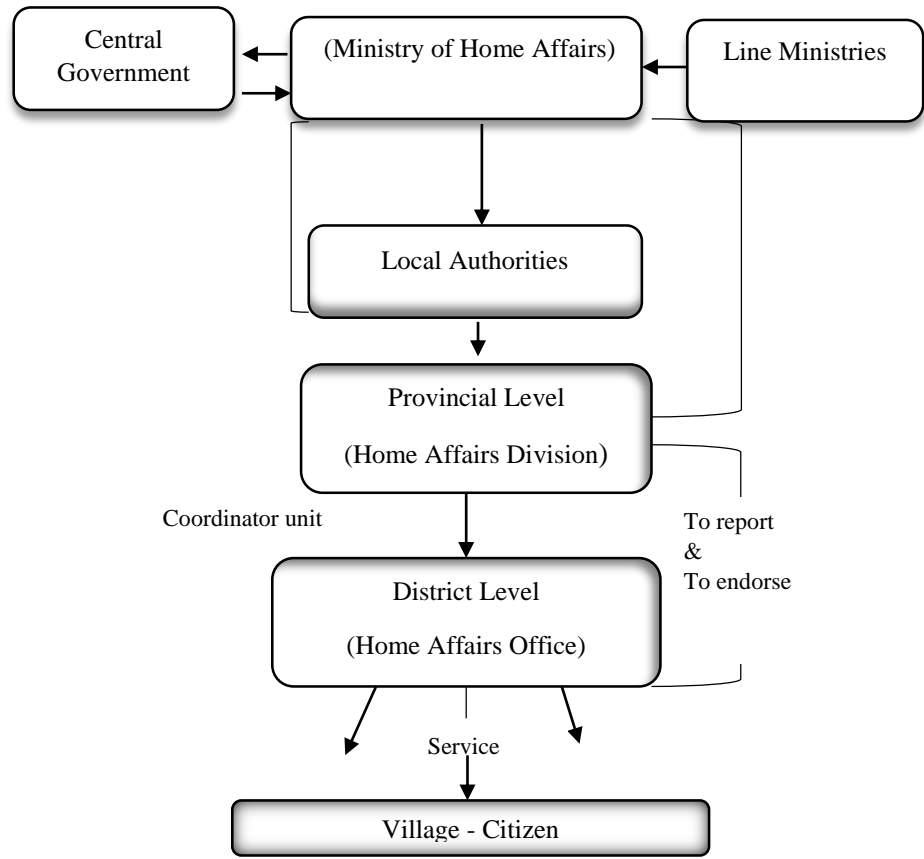 Central
Government
(Ministry of Home Affairs)
Line Ministries
Local Authorities
Provincial Level
(Home Affairs Division)
Coordinator unit
To report
&
To endorse
District Level
(Home Affairs Office)
Service
Village - Citizen